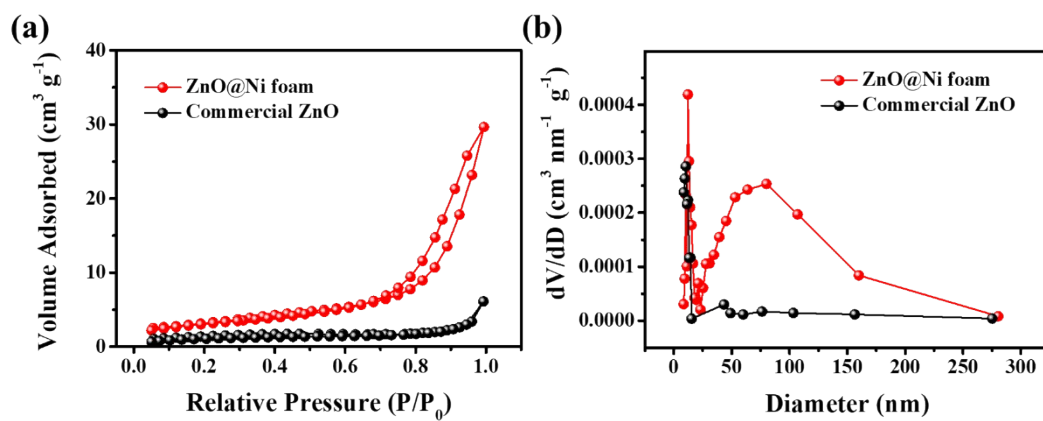 (a)
40
30
20
10
0
Volume Adsorbed (cm³ g⁻¹)
ZnO@Ni foam
Commercial ZnO
0.0 0.2 0.4 0.6 0.8 1.0
Relative Pressure (P/P₀)
(b)
0.0004
0.0003
0.0002
0.0001
0.0000
dV/dD (cm³ nm⁻¹ g⁻¹)
ZnO@Ni foam
Commercial ZnO
0 50 100 150 200 250 300
Diameter (nm)